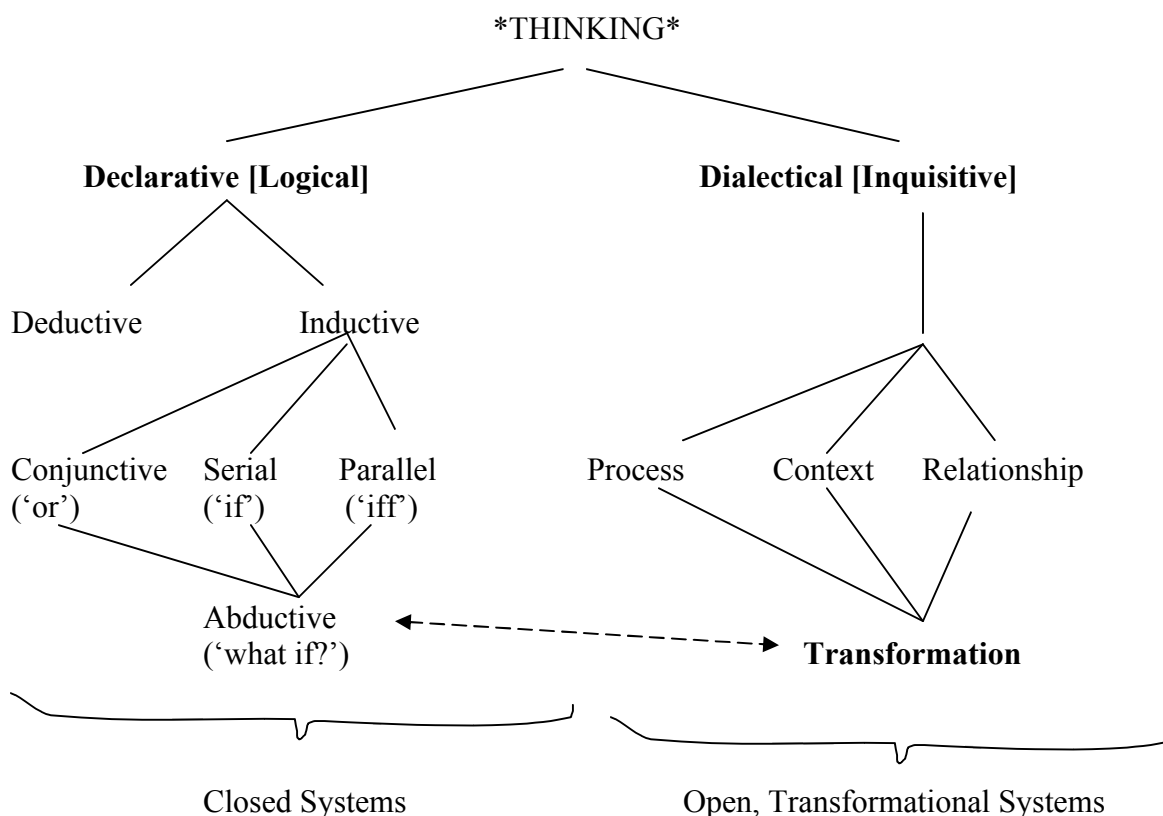 *THINKING*
Declarative [Logical] Dialectical [Inquisitive]
Deductive Inductive
Conjunctive Serial Parallel Process Context Relationship
(‘or’) (‘if’) (‘iff’)
Abductive
(‘what if?’) Transformation
Closed Systems Open, Transformational Systems